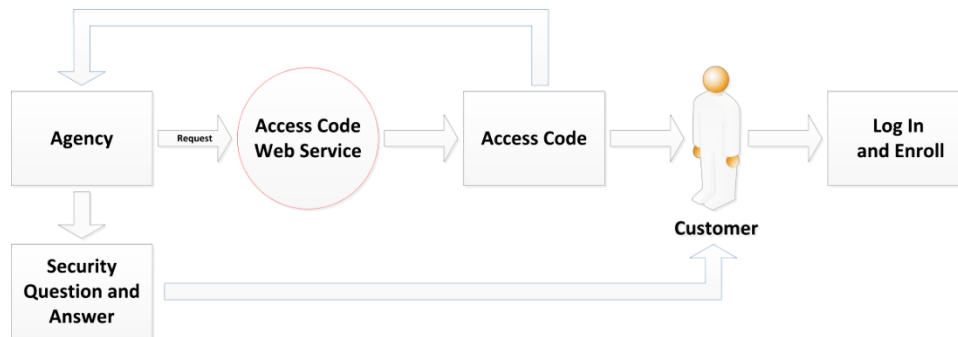 Agency
Request
Access Code
Web Service
Access Code
Log In
and Enroll
Customer
Security
Question and
Answer